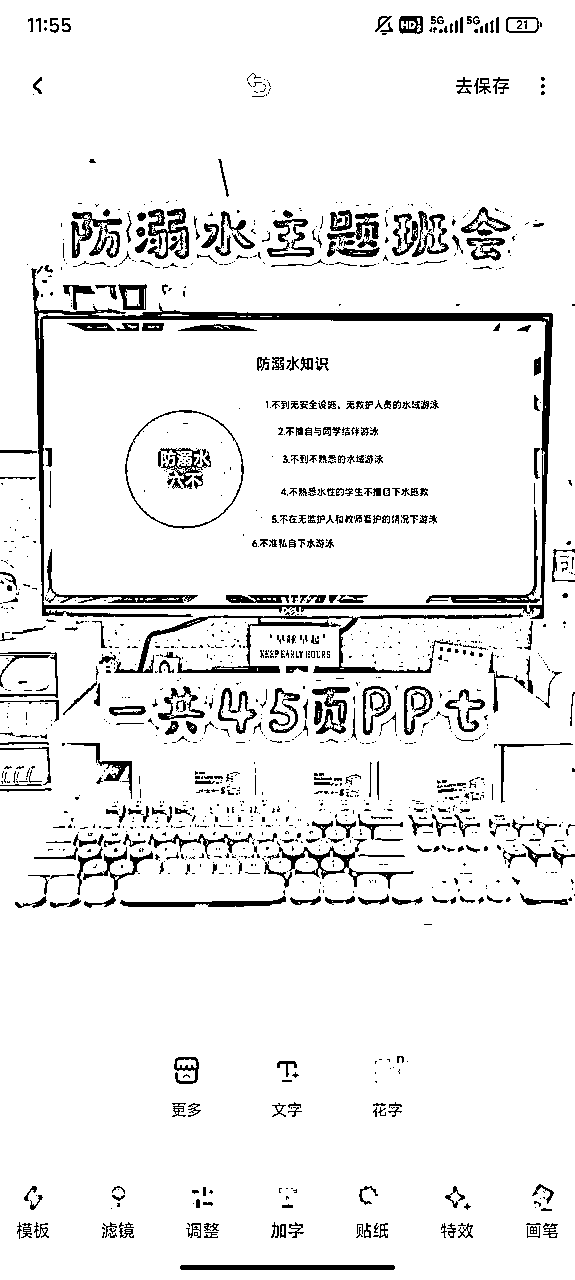 11:55
HD 5G 5G 21
去保存
防溺水主题班会
防溺水知识
1.不到无安全设施、无救护人员的水域游泳
2.不擅自与同学结伴游泳
防溺水
六不
3.不到不熟悉的水域游泳
4.不熟悉水性的学生不擅自下水拯救
5.不在无监护人和教师看护的情况下游泳
6.不准私自下水游泳
KEEP EARLY HOURS
一共45页PPt
更多 文字 花字
模板 滤镜 调整 加字 贴纸 特效 画笔